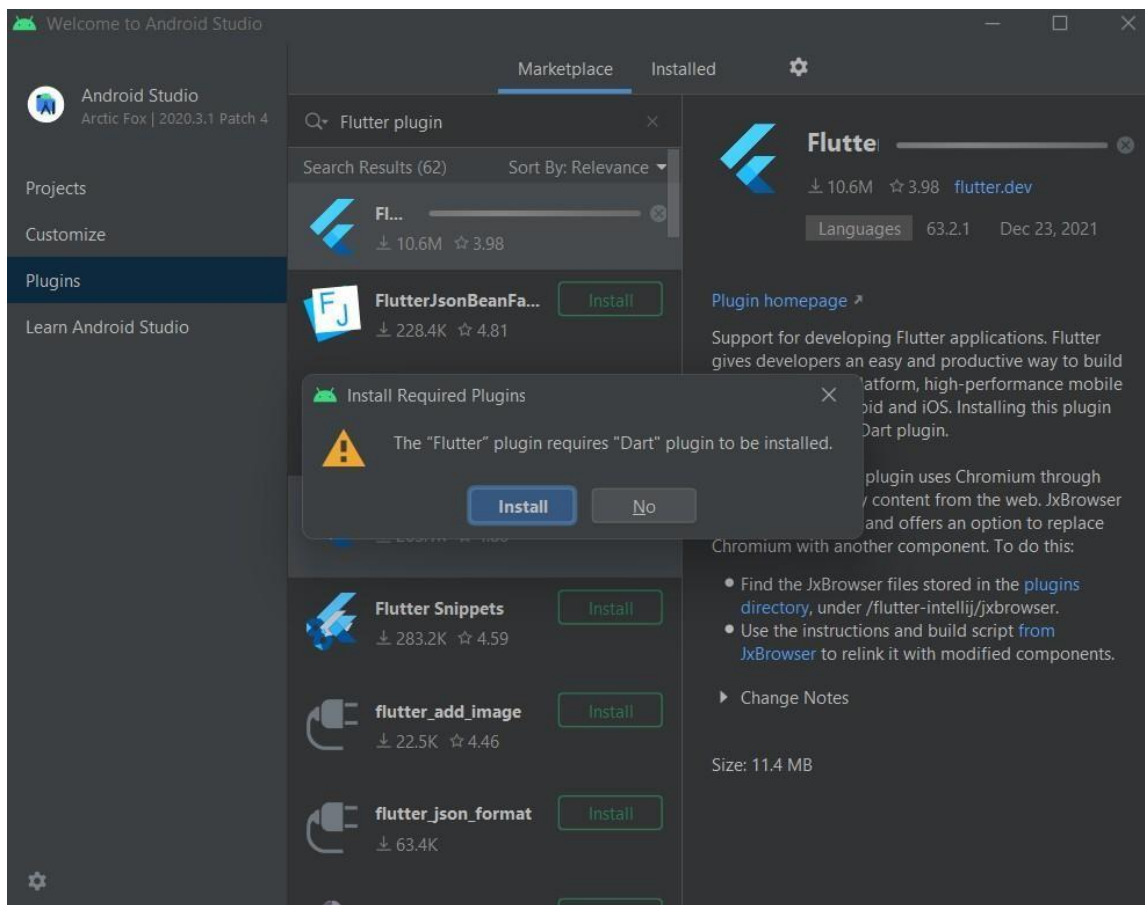 Welcome to Android Studio
Android Studio
Arctic Fox | 2020.3.1 Patch 4
Projects
Customize
Plugins
Learn Android Studio
Marketplace Installed
Flutter plugin
Search Results (62) Sort By: Relevance
Fl...
10.6M 3.98
FlutterJsonBeanFa... Install
228.4K 4.81
Flutter Snippets Install
283.2K 4.59
flutter_add_image Install
22.5K 4.46
flutter_json_format Install
63.4K
Install Required Plugins
The "Flutter" plugin requires "Dart" plugin to be installed.
Install No
Flutte
10.6M 3.98 flutter.dev
Languages 63.2.1 Dec 23, 2021
Plugin homepage ↗
Support for developing Flutter applications. Flutter
gives developers an easy and productive way to build
latform, high-performance mobile
oid and iOS. Installing this plugin
Dart plugin.
plugin uses Chromium through
content from the web. JxBrowser
and offers an option to replace
Chromium with another component. To do this:
• Find the JxBrowser files stored in the plugins
directory, under /flutter-intellij/jxbrowser.
• Use the instructions and build script from
JxBrowser to relink it with modified components.
Change Notes
Size: 11.4 MB